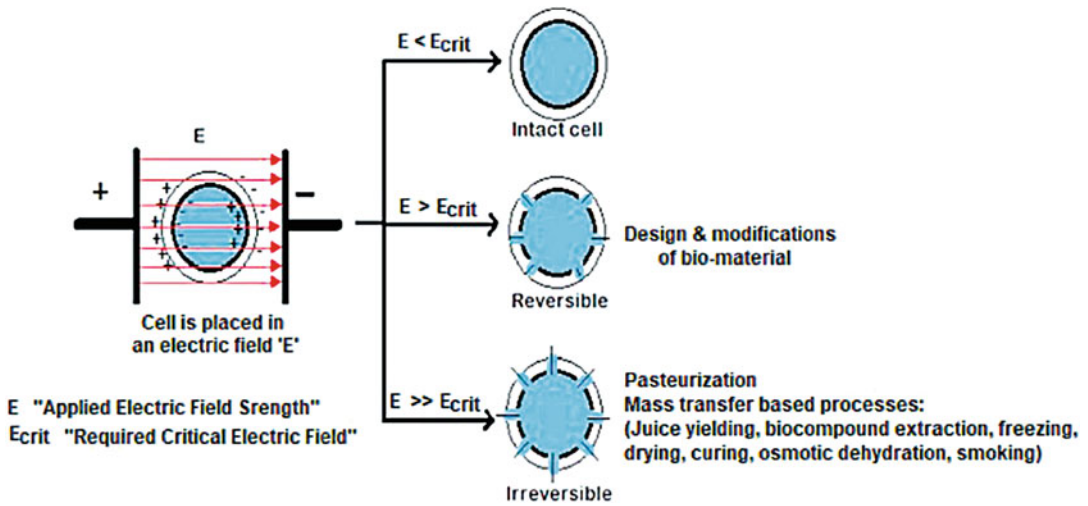 E < Ecrit
Intact cell
E
+
−
+ + + + + + +
- - - - - - -
Cell is placed in
an electric field 'E'
E > Ecrit
Reversible
Design & modifications
of bio-material
E "Applied Electric Field Srength"
Ecrit "Required Critical Electric Field"
E >> Ecrit
Irreversible
Pasteurization
Mass transfer based processes:
(Juice yielding, biocompound extraction, freezing,
drying, curing, osmotic dehydration, smoking)